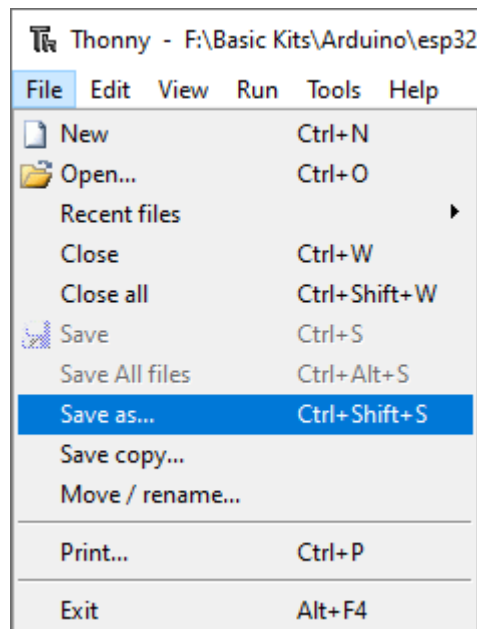 Thonny - F:\Basic Kits\Arduino\esp32
File Edit View Run Tools Help
New Ctrl+N
Open... Ctrl+O
Recent files
Close Ctrl+W
Close all Ctrl+Shift+W
Save Ctrl+S
Save All files Ctrl+Alt+S
Save as... Ctrl+Shift+S
Save copy...
Move / rename...
Print... Ctrl+P
Exit Alt+F4